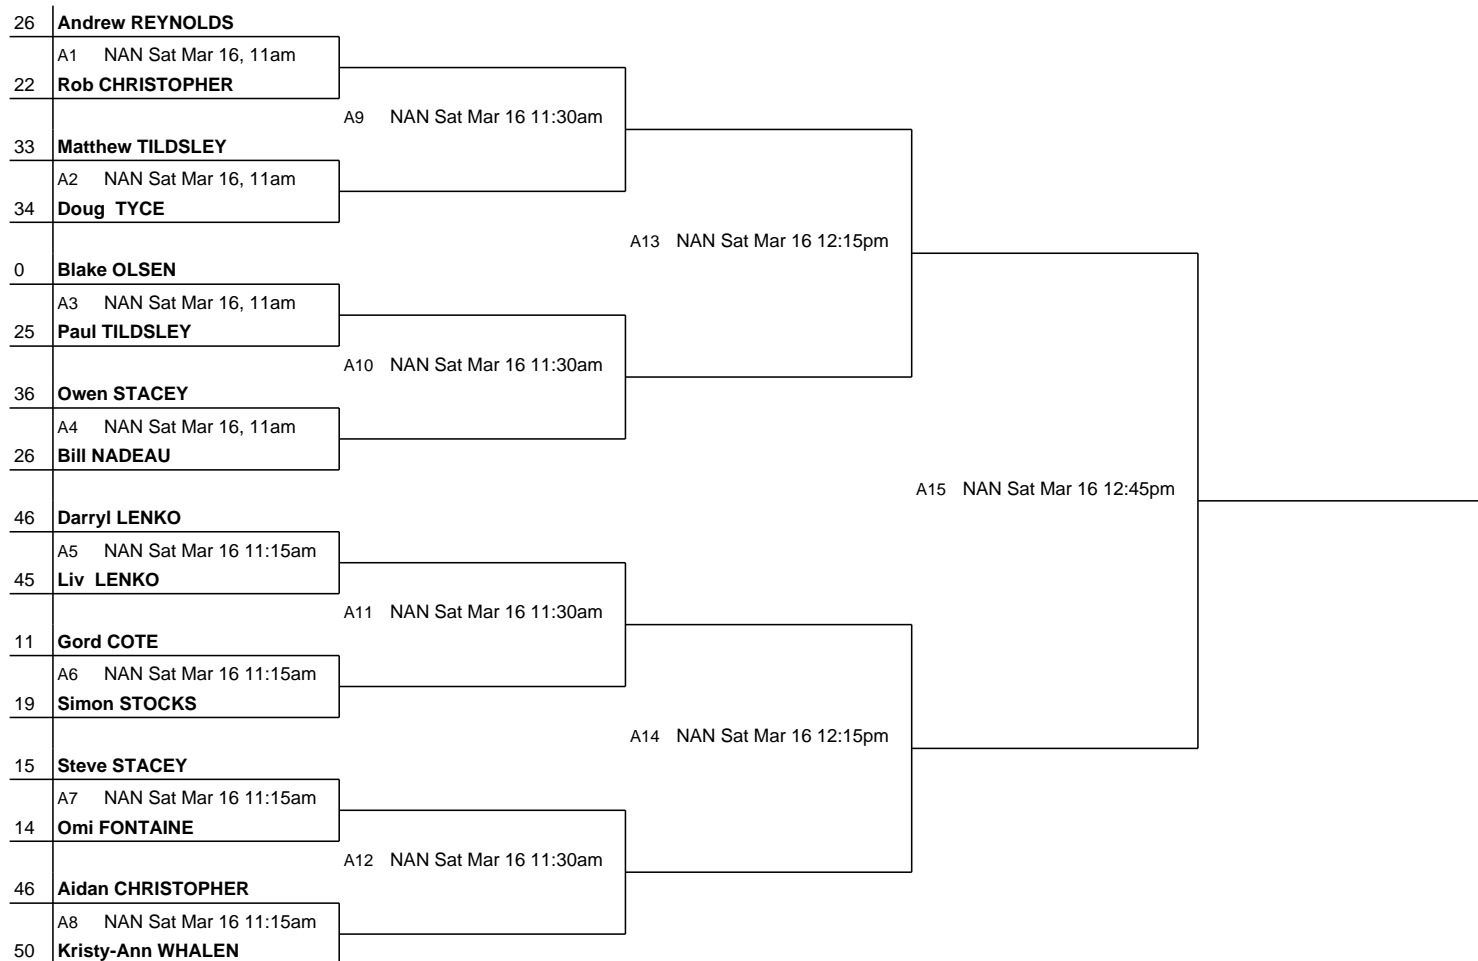 26 Andrew REYNOLDS
A1 NAN Sat Mar 16, 11am
22 Rob CHRISTOPHER
A9 NAN Sat Mar 16 11:30am
33 Matthew TILDSLEY
A2 NAN Sat Mar 16, 11am
34 Doug TYCE
A13 NAN Sat Mar 16 12:15pm
0 Blake OLSEN
A3 NAN Sat Mar 16, 11am
25 Paul TILDSLEY
A10 NAN Sat Mar 16 11:30am
36 Owen STACEY
A4 NAN Sat Mar 16, 11am
26 Bill NADEAU
A15 NAN Sat Mar 16 12:45pm
46 Darryl LENKO
A5 NAN Sat Mar 16 11:15am
45 Liv LENKO
A11 NAN Sat Mar 16 11:30am
11 Gord COTE
A6 NAN Sat Mar 16 11:15am
19 Simon STOCKS
A14 NAN Sat Mar 16 12:15pm
15 Steve STACEY
A7 NAN Sat Mar 16 11:15am
14 Omi FONTAINE
A12 NAN Sat Mar 16 11:30am
46 Aidan CHRISTOPHER
A8 NAN Sat Mar 16 11:15am
50 Kristy-Ann WHALEN